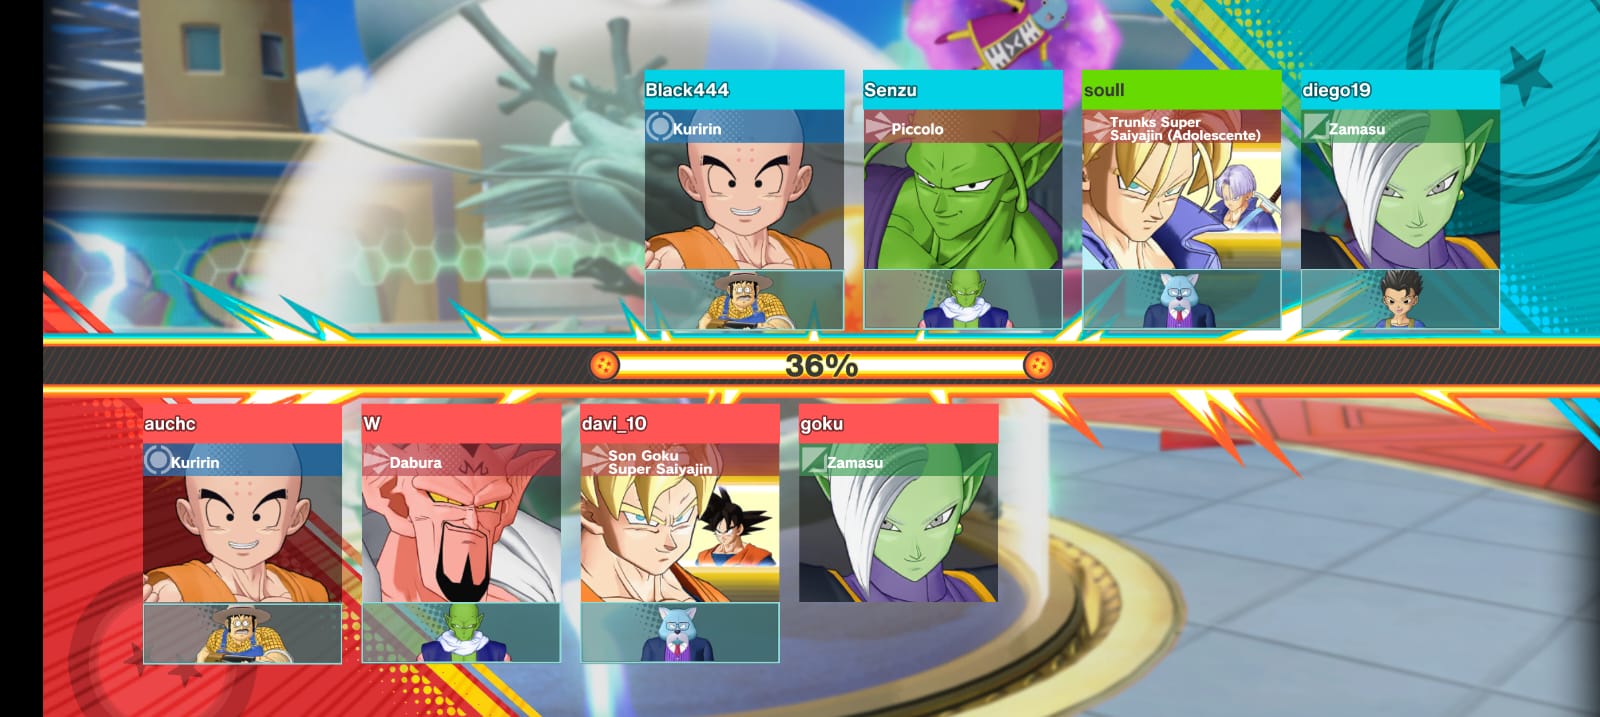 Black444
Kuririn
Senzu
Piccolo
soull
Trunks Super
Saiyajin (Adolescente)
diego19
Zamasu
36%
auchc
Kuririn
W
Dabura
davi_10
Son Goku
Super Saiyajin
goku
Zamasu